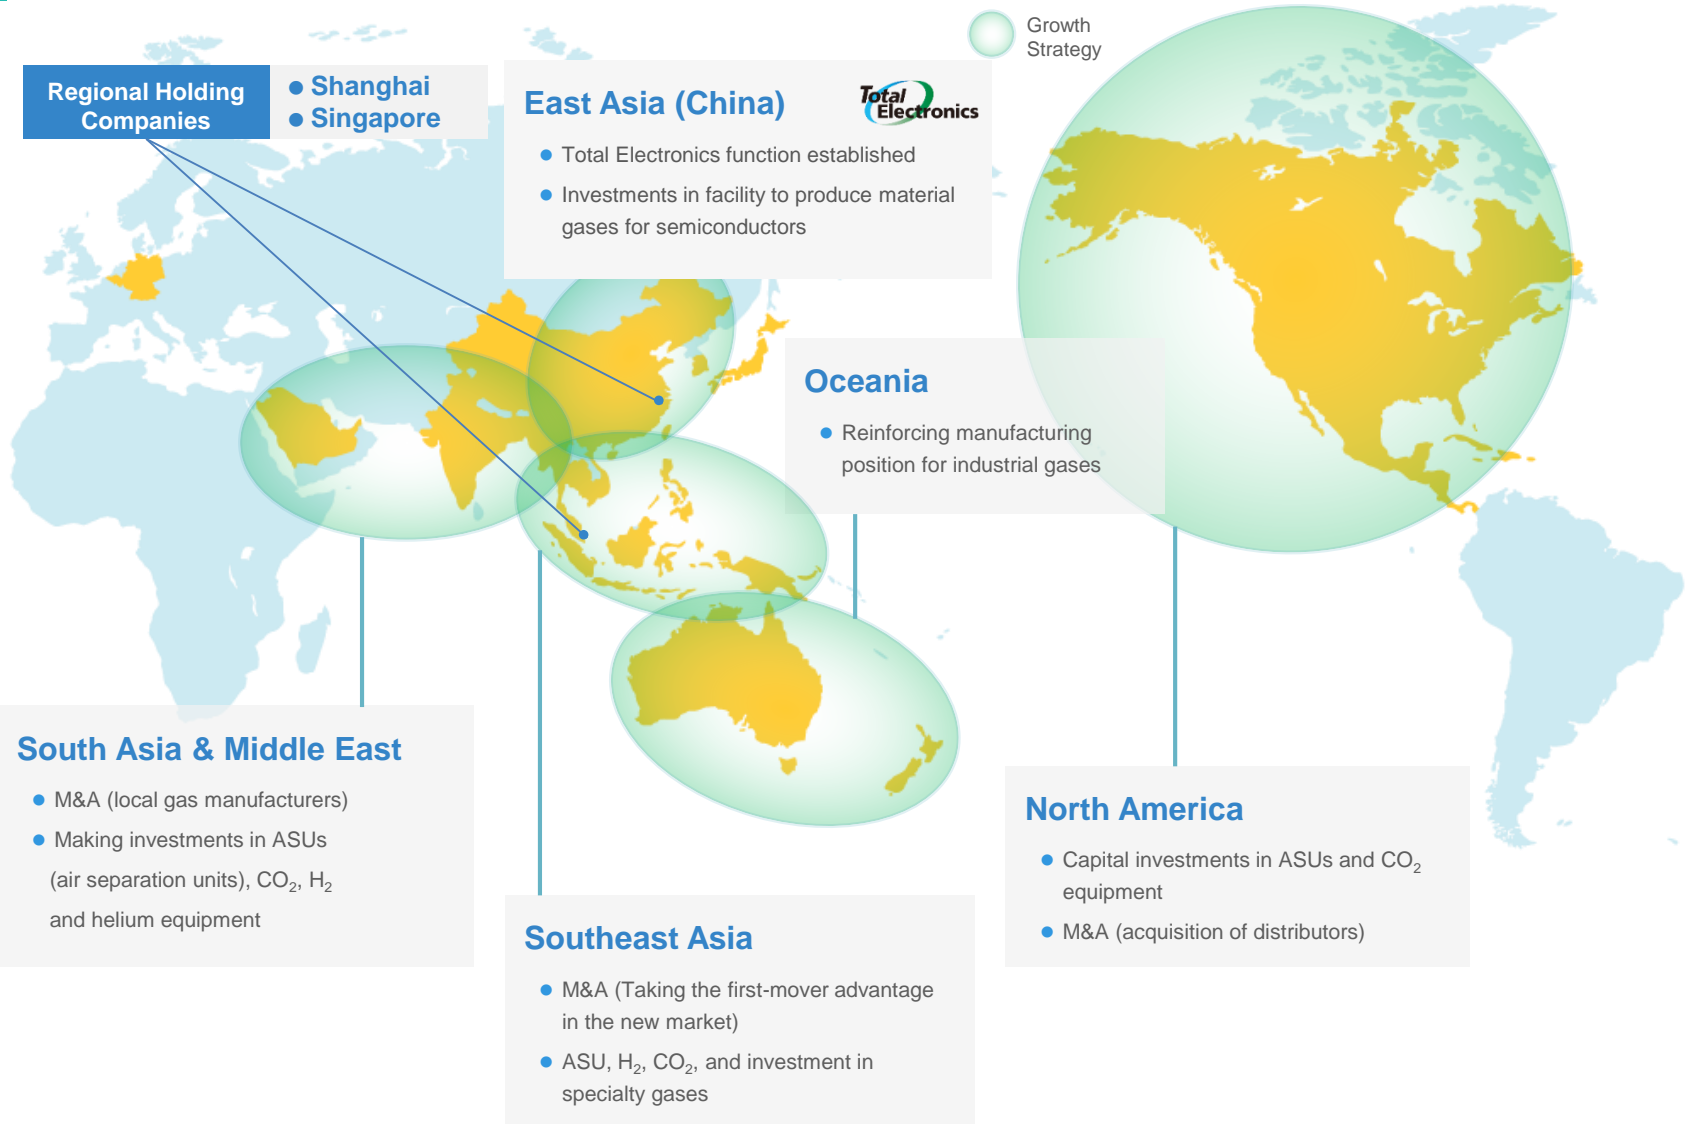 Growth
Strategy
Regional Holding
Companies
● Shanghai
● Singapore
East Asia (China)
Total
Electronics
● Total Electronics function established
● Investments in facility to produce material
gases for semiconductors
Oceania
● Reinforcing manufacturing
position for industrial gases
South Asia & Middle East
● M&A (local gas manufacturers)
● Making investments in ASUs
(air separation units), CO₂, H₂
and helium equipment
Southeast Asia
● M&A (Taking the first-mover advantage
in the new market)
● ASU, H₂, CO₂, and investment in
specialty gases
North America
● Capital investments in ASUs and CO₂
equipment
● M&A (acquisition of distributors)